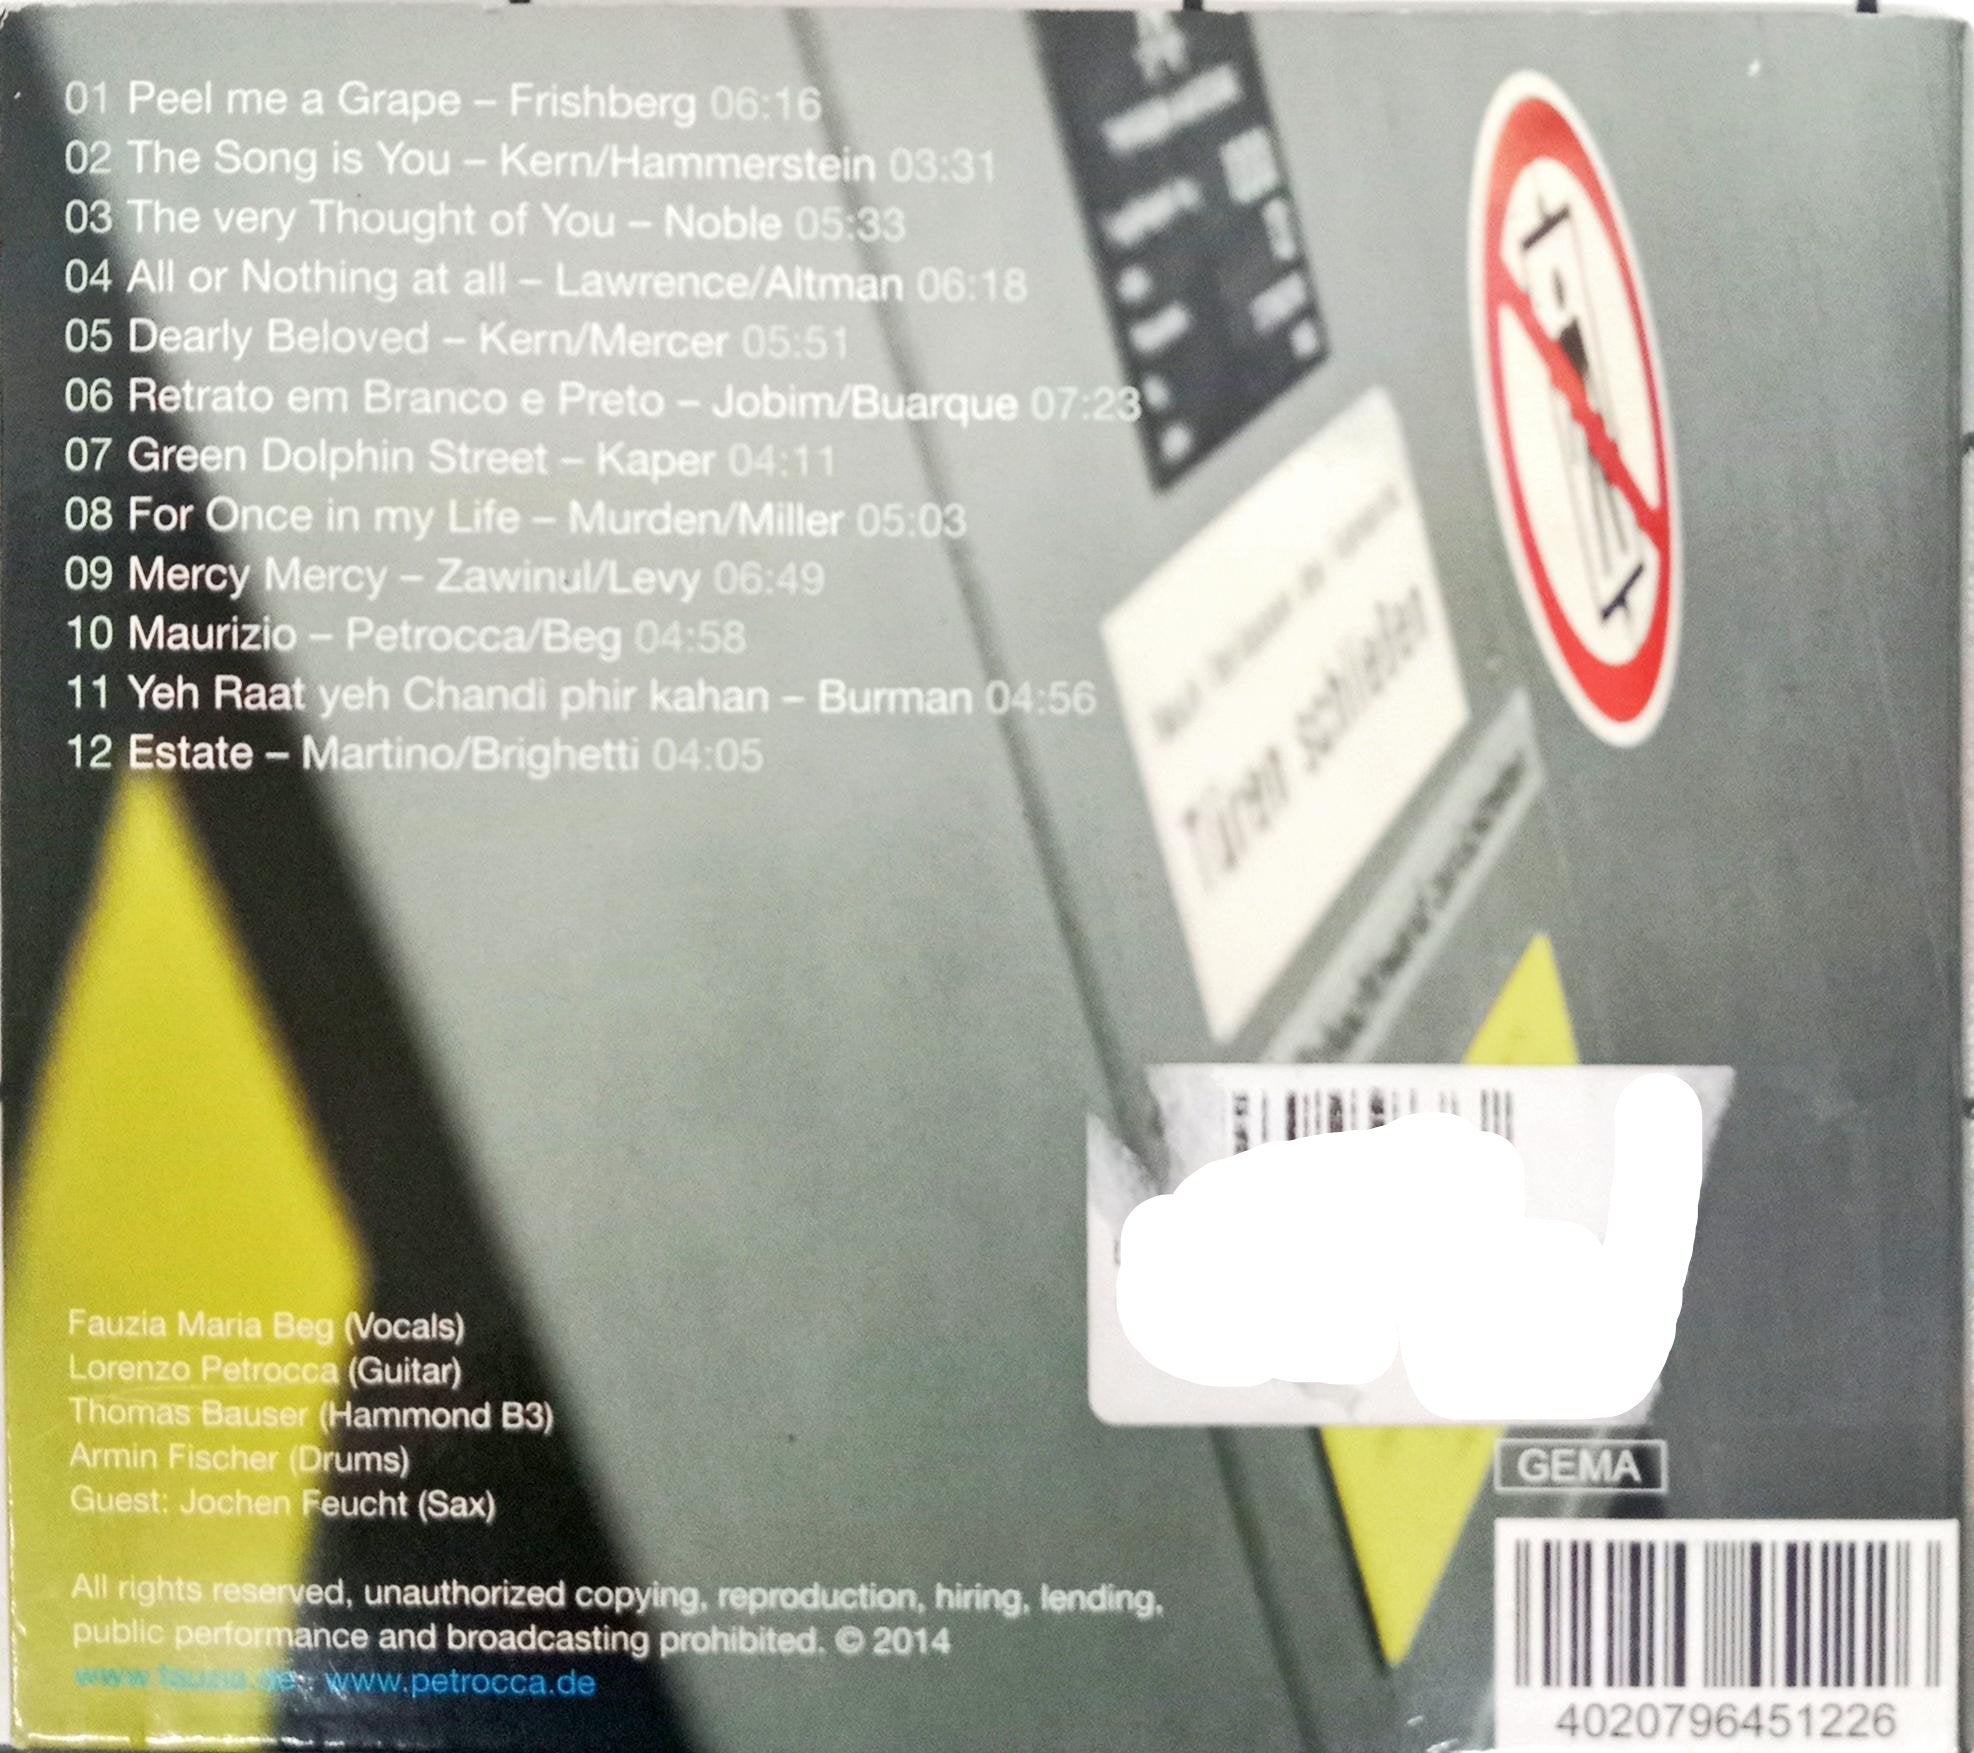 01 Peel me a Grape – Frishberg 06:16
02 The Song is You – Kern/Hammerstein 03:31
03 The very Thought of You – Noble 05:33
04 All or Nothing at all – Lawrence/Altman 06:18
05 Dearly Beloved – Kern/Mercer 05:51
06 Retrato em Branco e Preto – Jobim/Buarque 07:23
07 Green Dolphin Street – Kaper 04:11
08 For Once in my Life – Murden/Miller 05:03
09 Mercy Mercy – Zawinul/Levy 06:49
10 Maurizio – Petrocca/Beg 04:58
11 Yeh Raat yeh Chandi phir kahan – Burman 04:56
12 Estate – Martino/Brighetti 04:05
Türen schließen
Fauzia Maria Beg (Vocals)
Lorenzo Petrocca (Guitar)
Thomas Bauser (Hammond B3)
Armin Fischer (Drums)
Guest: Jochen Feucht (Sax)
All rights reserved, unauthorized copying, reproduction, hiring, lending,
public performance and broadcasting prohibited. © 2014
www.fauzia.de · www.petrocca.de
GEMA
4020796451226